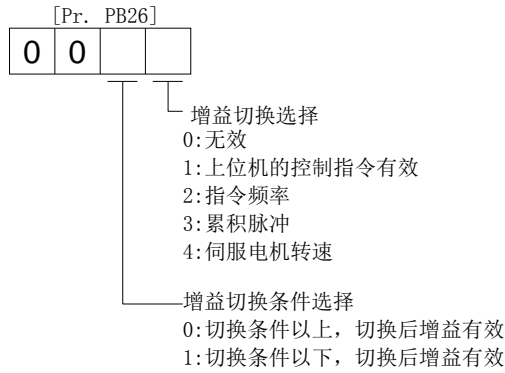 [Pr. PB26]
0 0
增益切换选择
0:无效
1:上位机的控制指令有效
2:指令频率
3:累积脉冲
4:伺服电机转速
增益切换条件选择
0:切换条件以上，切换后增益有效
1:切换条件以下，切换后增益有效